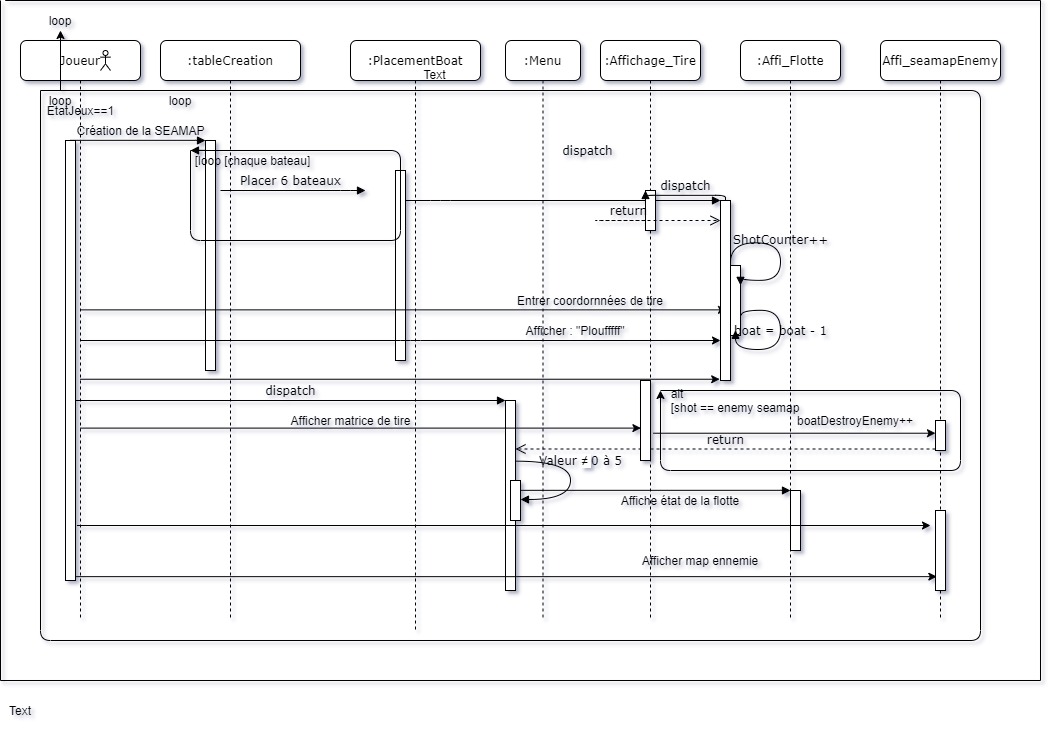 loop
Joueur
:tableCreation
:PlacementBoat
:Menu
:Affichage_Tire
:Affi_Flotte
Affi_seamapEnemy
Text
loop
loop
EtatJeux==1
Création de la SEAMAP
dispatch
[loop [chaque bateau]
Placer 6 bateaux
dispatch
return
ShotCounter++
Entrer coordornnées de tire
Afficher : "Ploufffff"
boat = boat - 1
dispatch
alt
[shot == enemy seamap
Afficher matrice de tire
boatDestroyEnemy++
return
Valeur ≠ 0 à 5
Affiche état de la flotte
Afficher map ennemie
Text